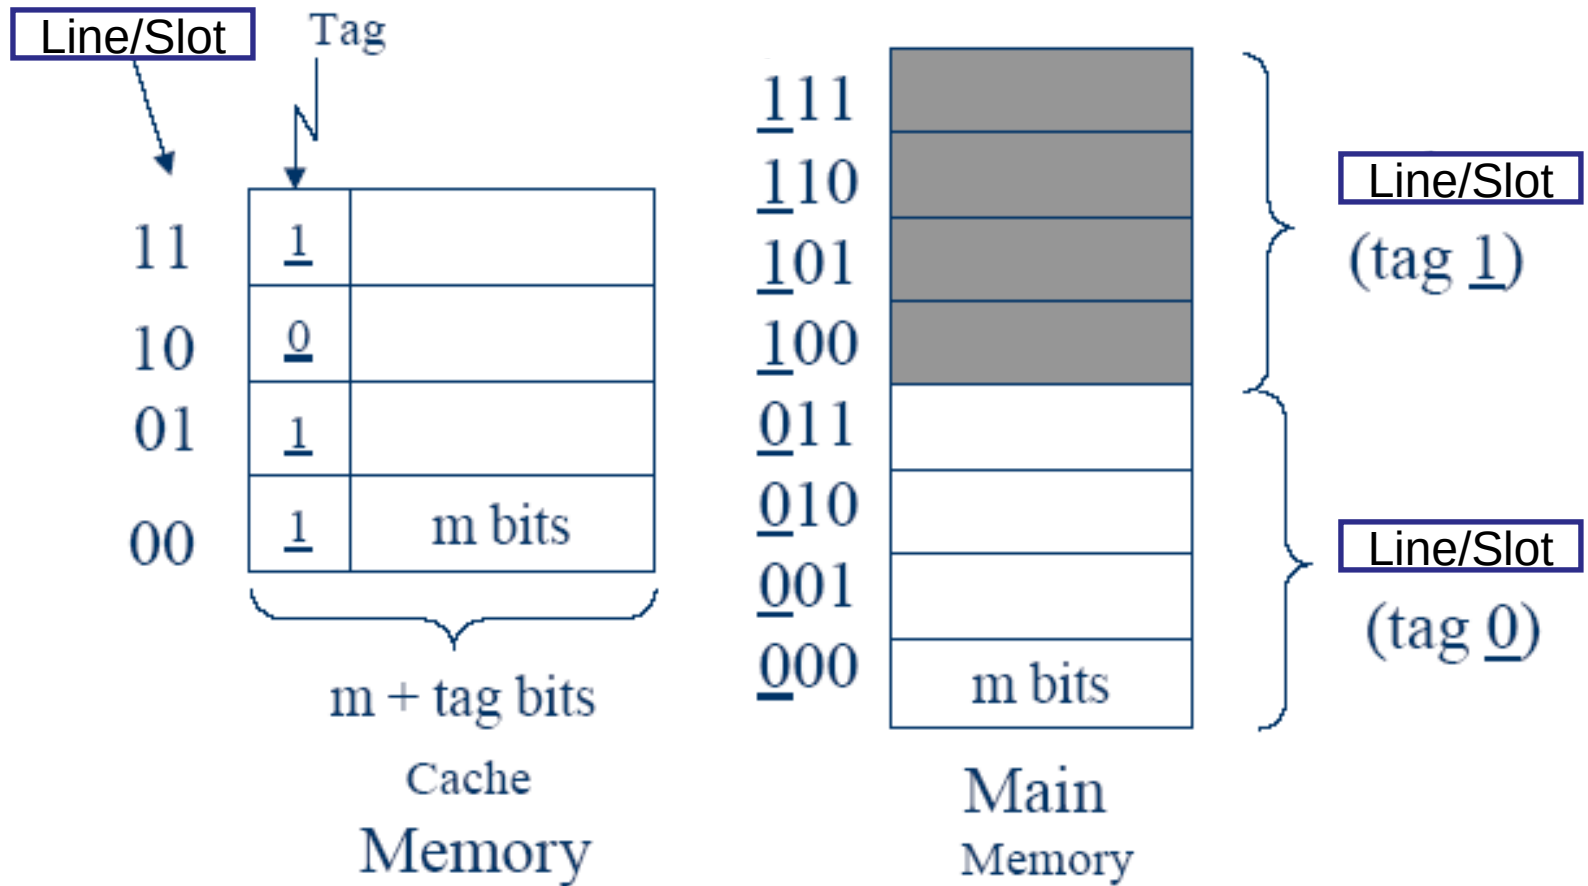 Line/Slot
Tag
11 1
10 0
01 1
00 1 m bits
m + tag bits
Cache
Memory
111
110
101
100
011
010
001
000 m bits
Main
Memory
Line/Slot
(tag 1)
Line/Slot
(tag 0)